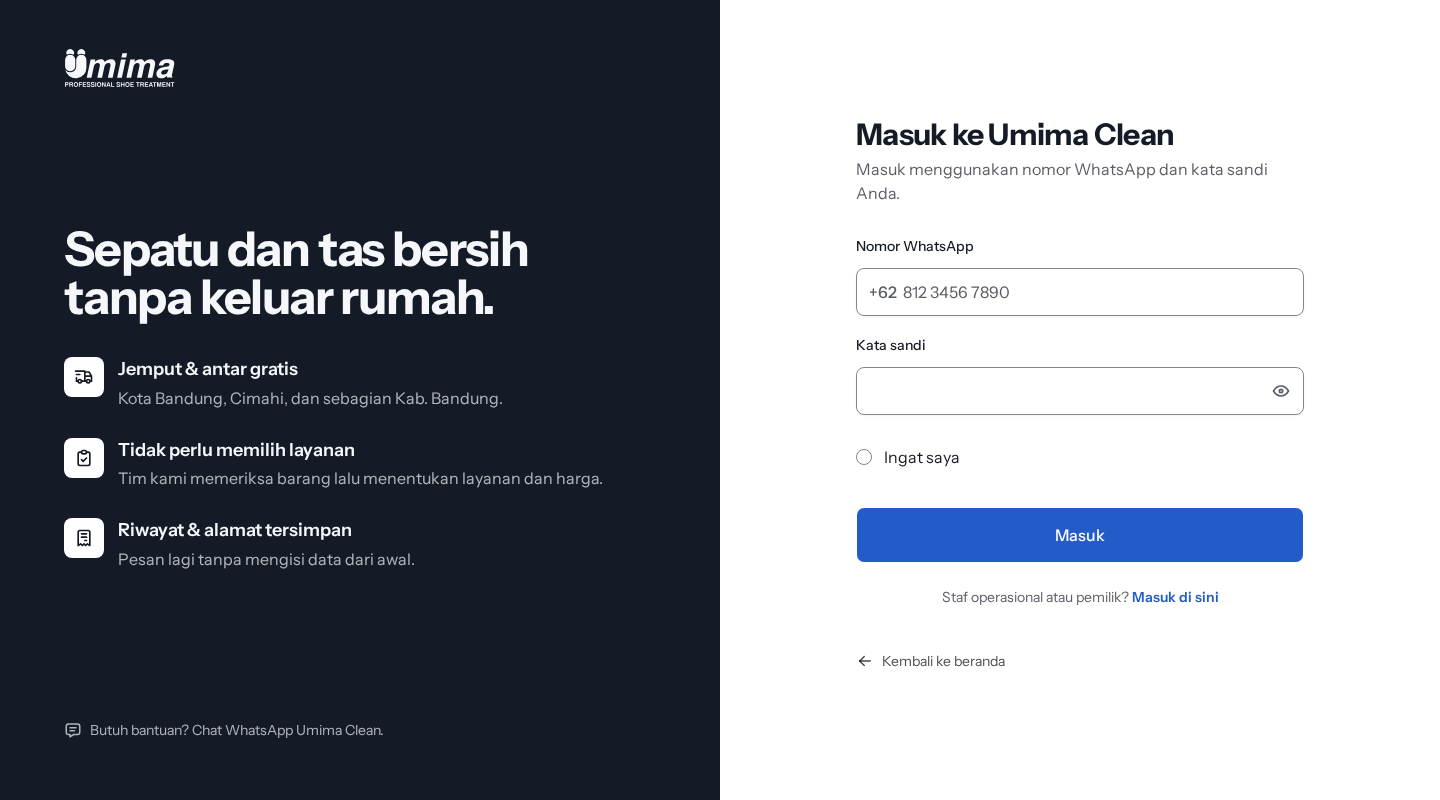 Ümima
PROFESSIONAL SHOE TREATMENT
Sepatu dan tas bersih
tanpa keluar rumah.
Jemput & antar gratis
Kota Bandung, Cimahi, dan sebagian Kab. Bandung.
Tidak perlu memilih layanan
Tim kami memeriksa barang lalu menentukan layanan dan harga.
Riwayat & alamat tersimpan
Pesan lagi tanpa mengisi data dari awal.
Butuh bantuan? Chat WhatsApp Umima Clean.
Masuk ke Umima Clean
Masuk menggunakan nomor WhatsApp dan kata sandi
Anda.
Nomor WhatsApp
+62 812 3456 7890
Kata sandi
Ingat saya
Masuk
Staf operasional atau pemilik? Masuk di sini
Kembali ke beranda